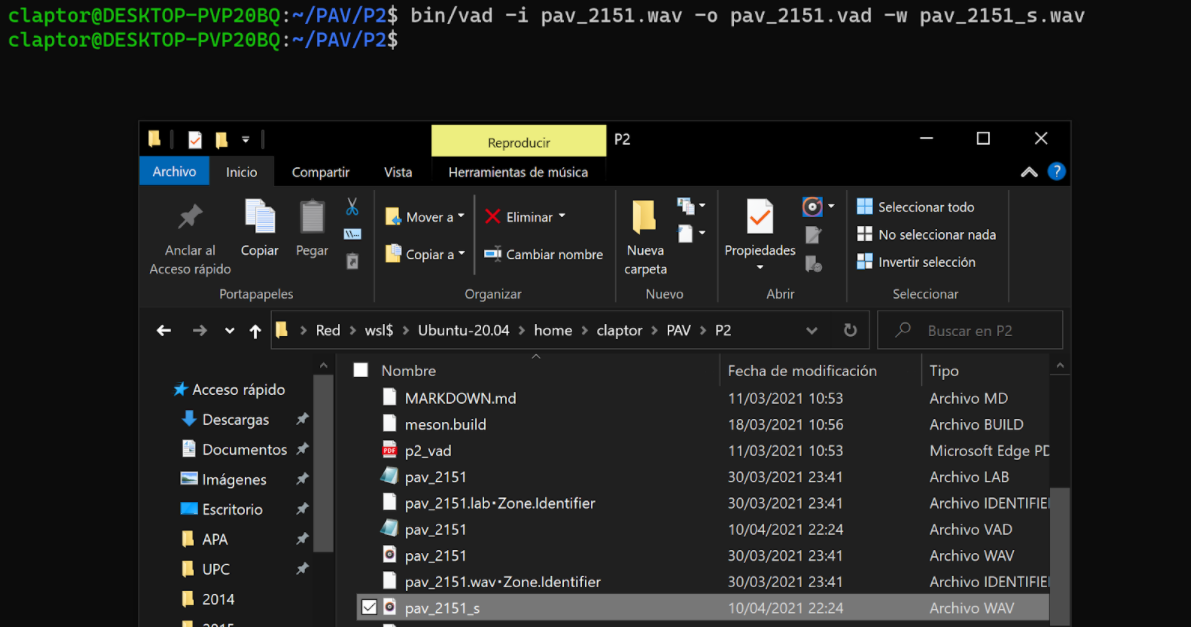 claptor@DESKTOP-PVP20BQ:~/PAV/P2$ bin/vad -i pav_2151.wav -o pav_2151.vad -w pav_2151_s.wav
claptor@DESKTOP-PVP20BQ:~/PAV/P2$
Reproducir P2
Archivo Inicio Compartir Vista Herramientas de música
Anclar al Acceso rápido
Copiar
Pegar
Portapapeles
Mover a
Copiar a
Eliminar
Cambiar nombre
Organizar
Nueva carpeta
Nuevo
Propiedades
Abrir
Seleccionar todo
No seleccionar nada
Invertir selección
Seleccionar
Red > wsl$ > Ubuntu-20.04 > home > claptor > PAV > P2
Buscar en P2
Acceso rápido
Descargas
Documentos
Imágenes
Escritorio
APA
UPC
2014
Nombre Fecha de modificación Tipo
MARKDOWN.md 11/03/2021 10:53 Archivo MD
meson.build 18/03/2021 10:56 Archivo BUILD
p2_vad 11/03/2021 10:53 Microsoft Edge PD
pav_2151 30/03/2021 23:41 Archivo LAB
pav_2151.lab·Zone.Identifier 30/03/2021 23:41 Archivo IDENTIFIE
pav_2151 10/04/2021 22:24 Archivo VAD
pav_2151 30/03/2021 23:41 Archivo WAV
pav_2151.wav·Zone.Identifier 30/03/2021 23:41 Archivo IDENTIFIE
pav_2151_s 10/04/2021 22:24 Archivo WAV